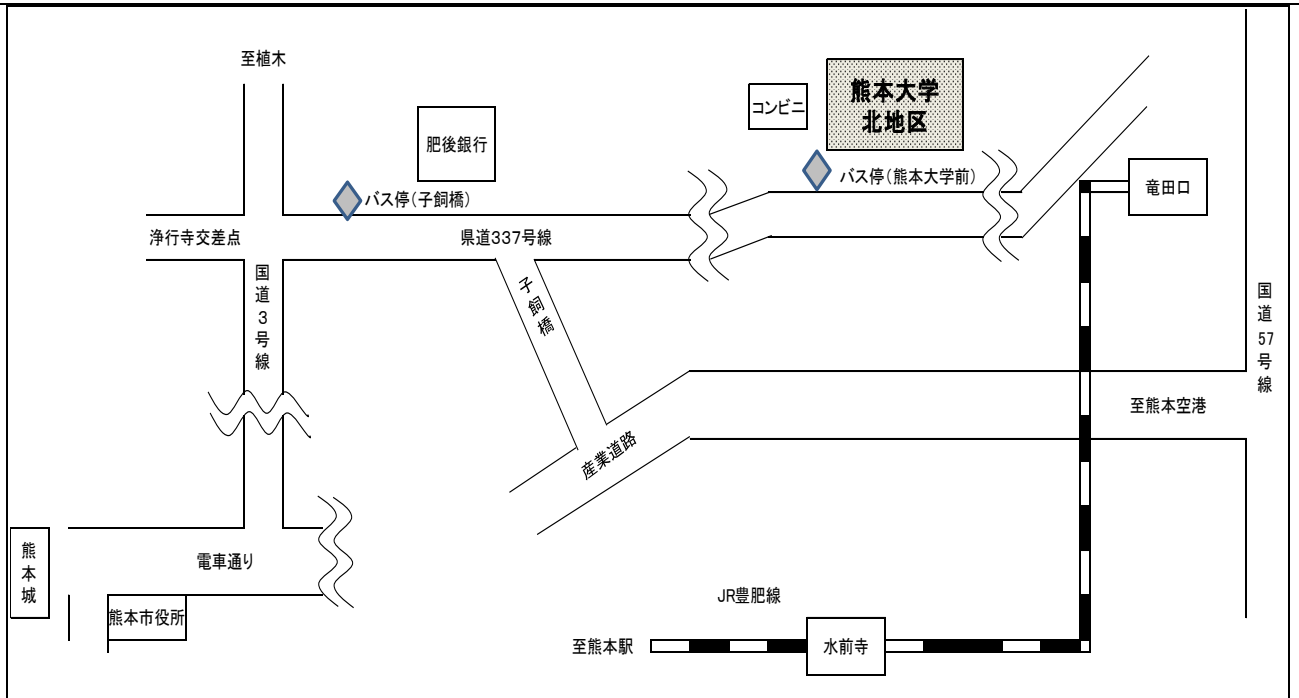 至植木
コンビニ
熊本大学
北地区
肥後銀行
バス停(熊本大学前)
竜田口
バス停(子飼橋)
浄行寺交差点
県道337号線
国道3号線
子飼橋
国道57号線
至熊本空港
産業道路
熊本城
電車通り
熊本市役所
JR豊肥線
至熊本駅
水前寺